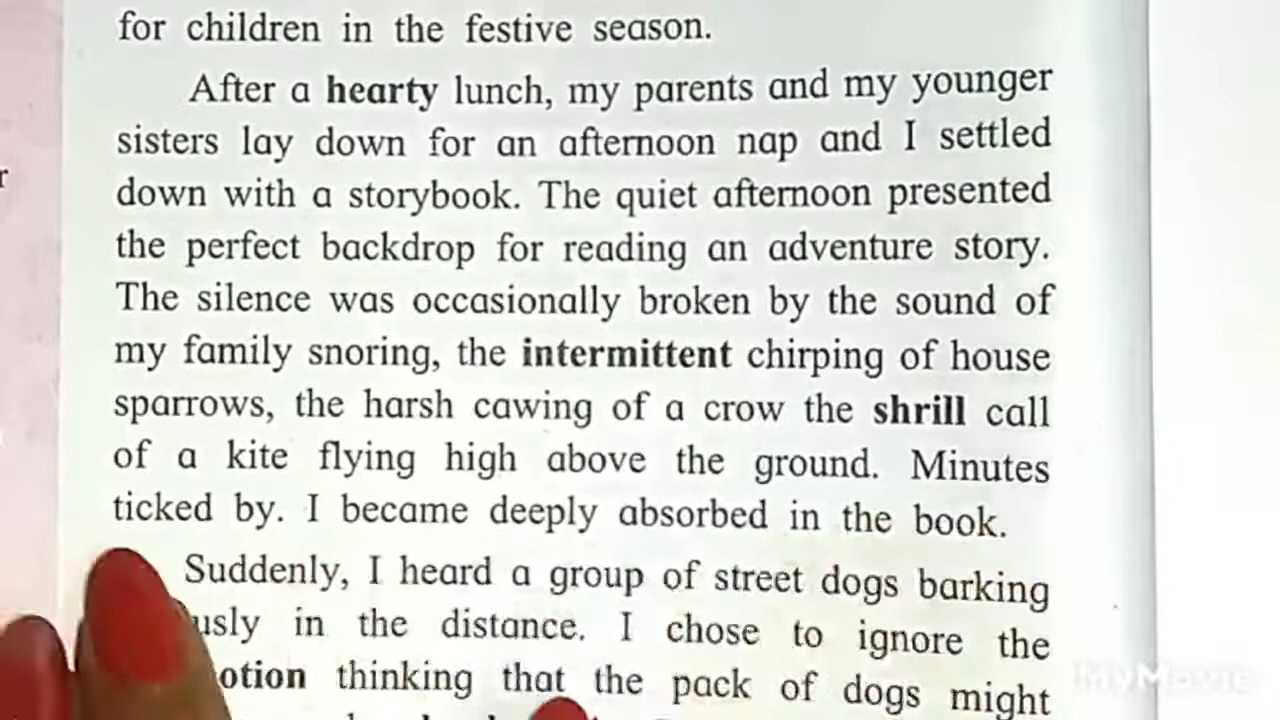 for children in the festive season.
After a hearty lunch, my parents and my younger
sisters lay down for an afternoon nap and I settled
down with a storybook. The quiet afternoon presented
the perfect backdrop for reading an adventure story.
The silence was occasionally broken by the sound of
my family snoring, the intermittent chirping of house
sparrows, the harsh cawing of a crow the shrill call
of a kite flying high above the ground. Minutes
ticked by. I became deeply absorbed in the book.
Suddenly, I heard a group of street dogs barking
usly in the distance. I chose to ignore the
otion thinking that the pack of dogs might
r
MyMovie